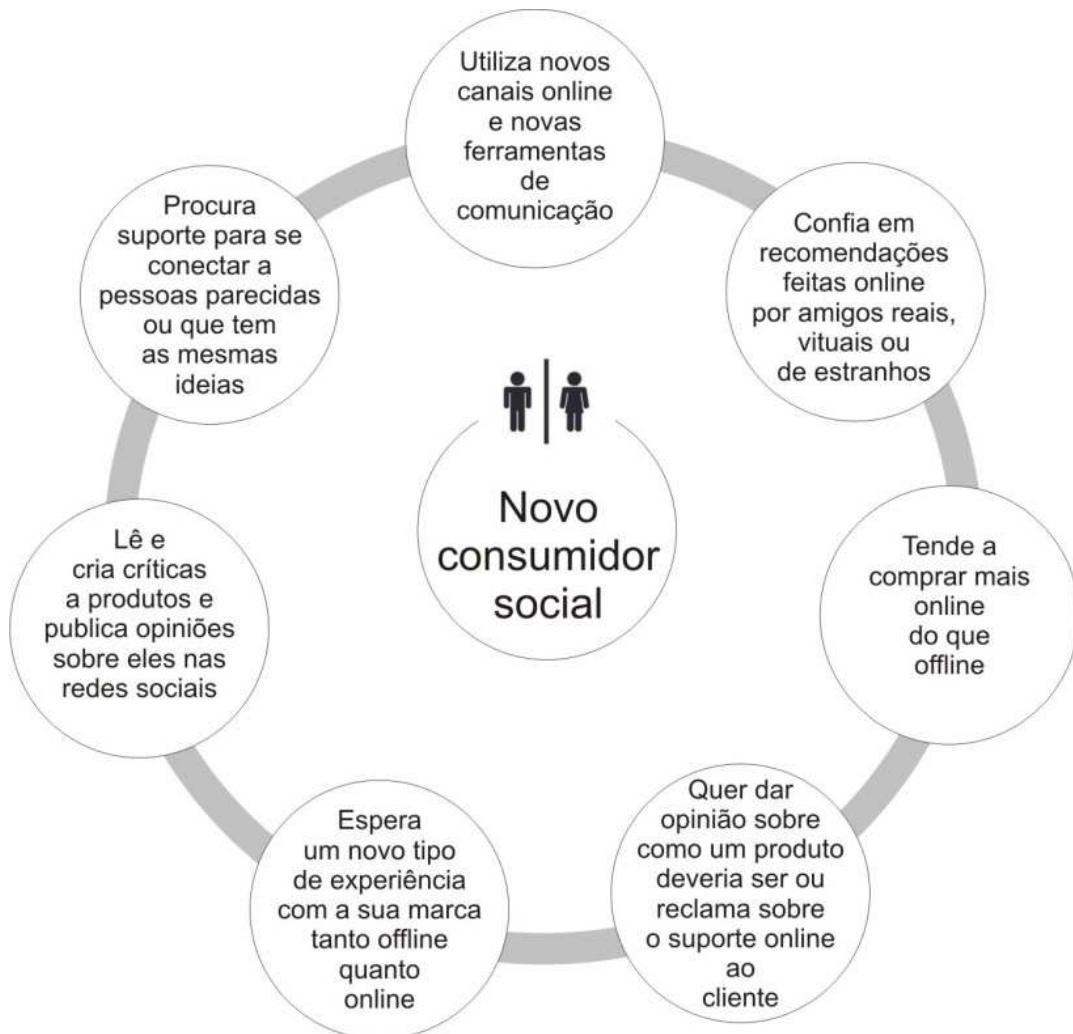 Utiliza novos
canais online
e novas
ferramentas
de
comunicação
Confia em
recomendações
feitas online
por amigos reais,
vituais ou
de estranhos
Tende a
comprar mais
online
do que
offline
Quer dar
opinião sobre
como um produto
deveria ser ou
reclama sobre
o suporte online
ao
cliente
Espera
um novo tipo
de experiência
com a sua marca
tanto offline
quanto
online
Lê e
cria críticas
a produtos e
publica opiniões
sobre eles nas
redes sociais
Procura
suporte para se
conectar a
pessoas parecidas
ou que tem
as mesmas
ideias
Novo
consumidor
social